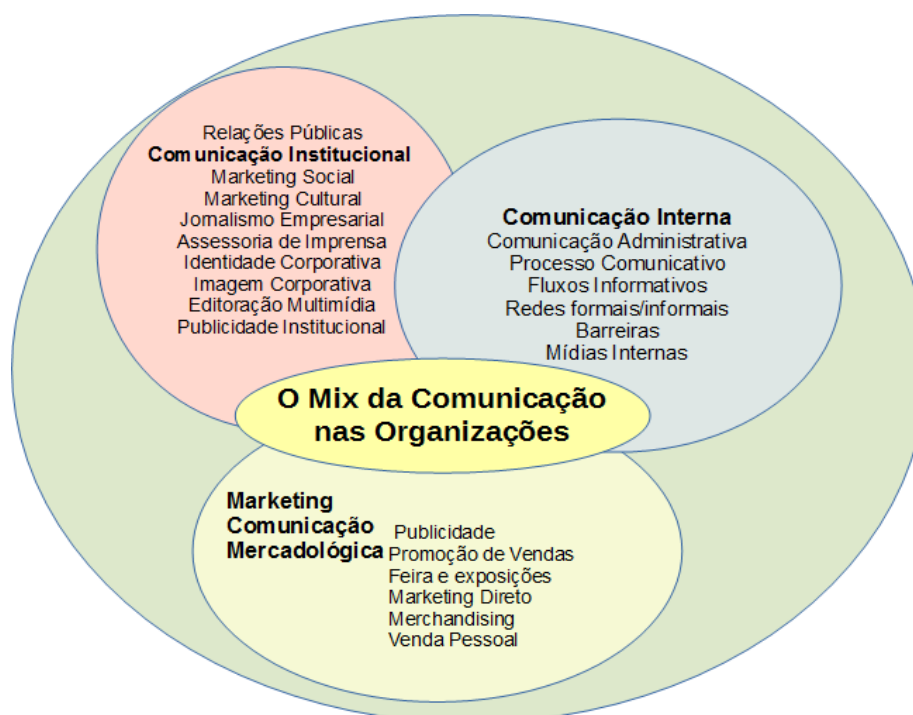 Relações Públicas
Comunicação Institucional
Marketing Social
Marketing Cultural
Jornalismo Empresarial
Assessoria de Imprensa
Identidade Corporativa
Imagem Corporativa
Editoração Multimídia
Publicidade Institucional
Comunicação Interna
Comunicação Administrativa
Processo Comunicativo
Fluxos Informativos
Redes formais/informais
Barreiras
Mídias Internas
O Mix da Comunicação
nas Organizações
Marketing
Comunicação
Mercadológica
Publicidade
Promoção de Vendas
Feira e exposições
Marketing Direto
Merchandising
Venda Pessoal